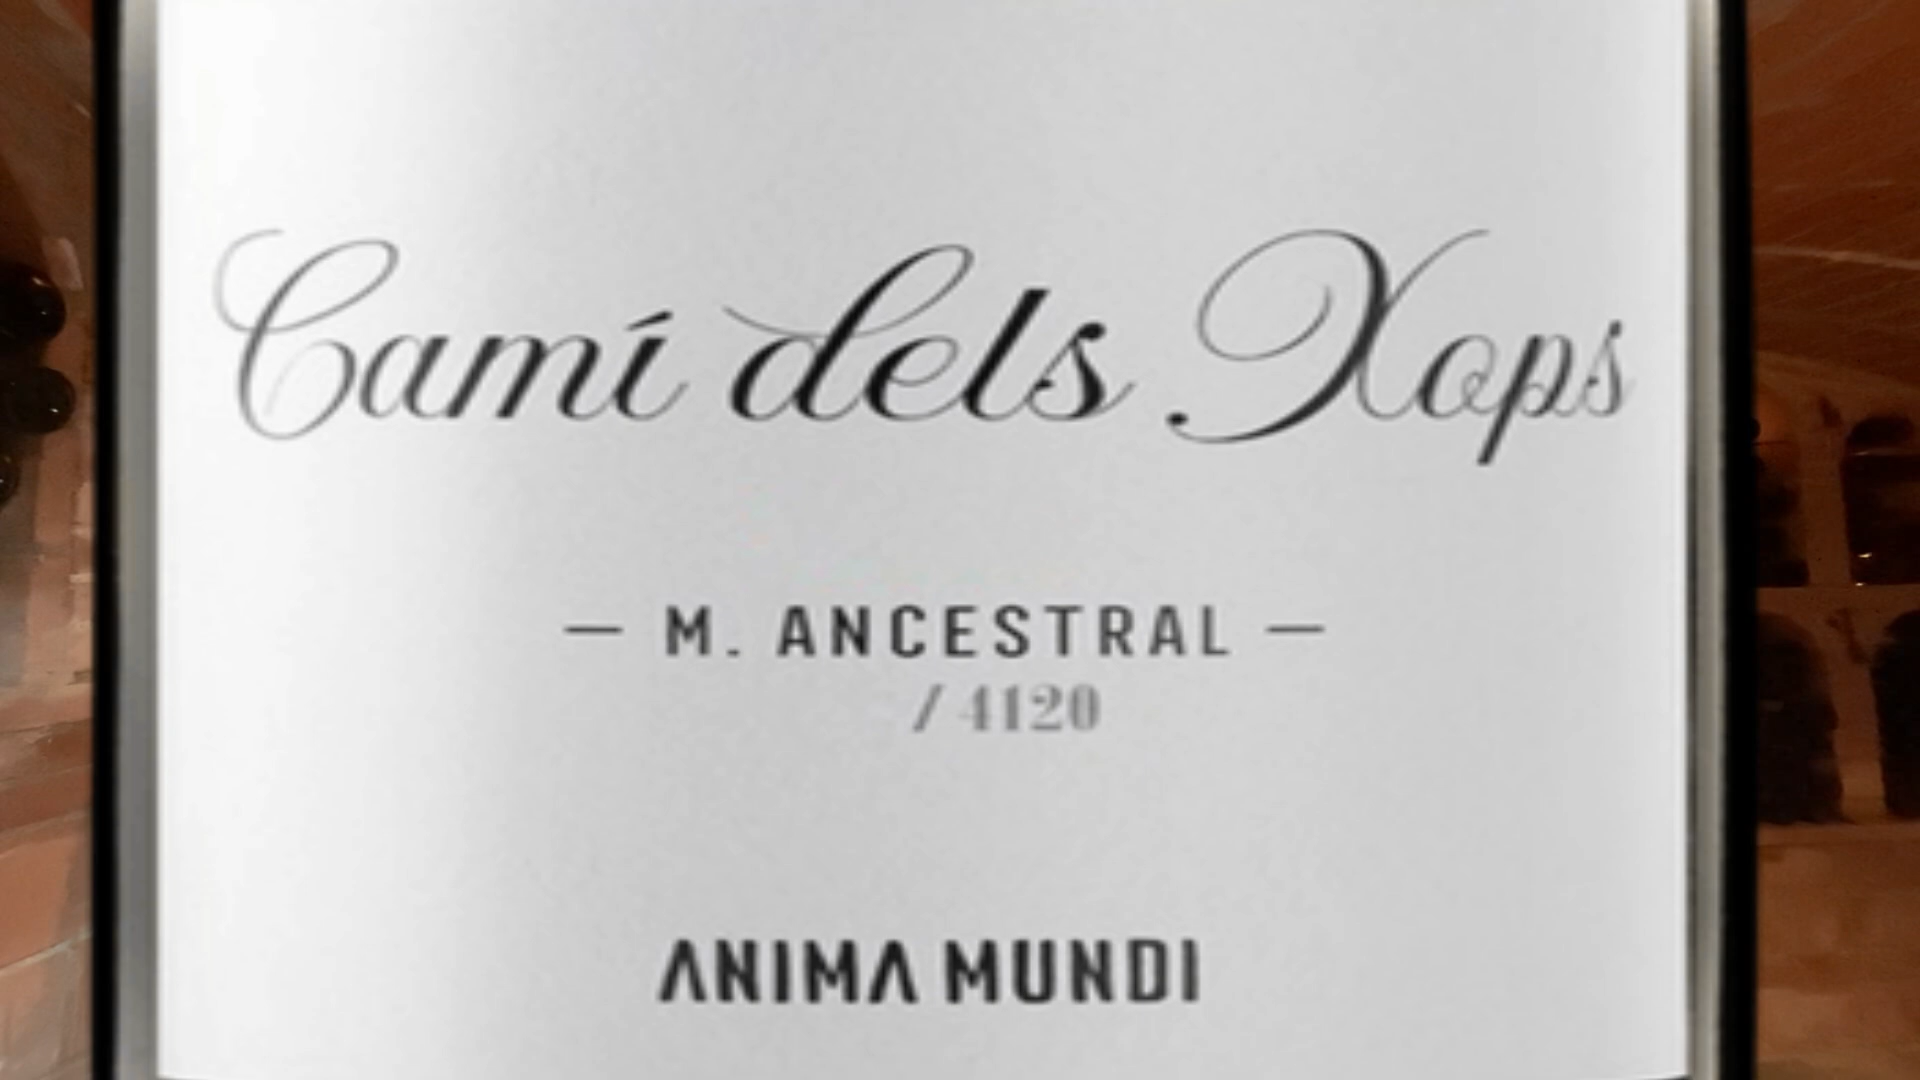 Camí dels Xops
— M. ANCESTRAL —
/ 4120
ANIMA MUNDI